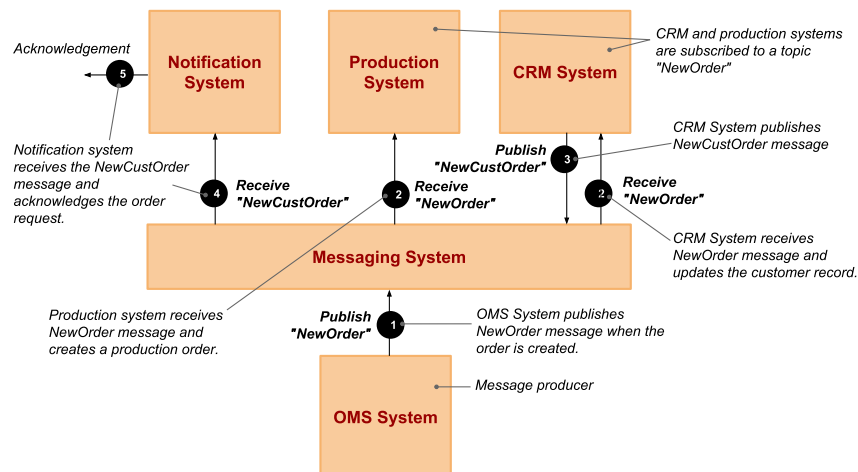 Acknowledgement
5
Notification
System
Production
System
CRM System
CRM and production systems
are subscribed to a topic
"NewOrder"
Notification system
receives the NewCustOrder
message and
acknowledges the order
request.
4
Receive
"NewCustOrder"
2
Receive
"NewOrder"
Publish
"NewCustOrder"
3
CRM System publishes
NewCustOrder message
2
Receive
"NewOrder"
CRM System receives
NewOrder message and
updates the customer record.
Messaging System
Production system receives
NewOrder message and
creates a production order.
Publish
"NewOrder"
1
OMS System publishes
NewOrder message when the
order is created.
OMS System
Message producer